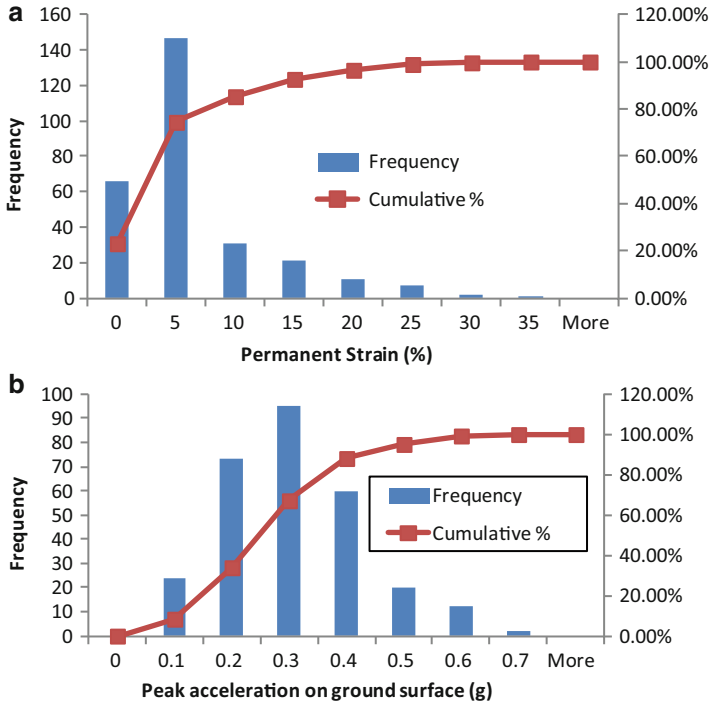 a
160
140
120
100
80
60
40
20
0
Frequency
120.00%
100.00%
80.00%
60.00%
40.00%
20.00%
0.00%
Frequency
Cumulative %
0 5 10 15 20 25 30 35 More
Permanent Strain (%)
b
100
90
80
70
60
50
40
30
20
10
0
Frequency
120.00%
100.00%
80.00%
60.00%
40.00%
20.00%
0.00%
Frequency
Cumulative %
0 0.1 0.2 0.3 0.4 0.5 0.6 0.7 More
Peak acceleration on ground surface (g)